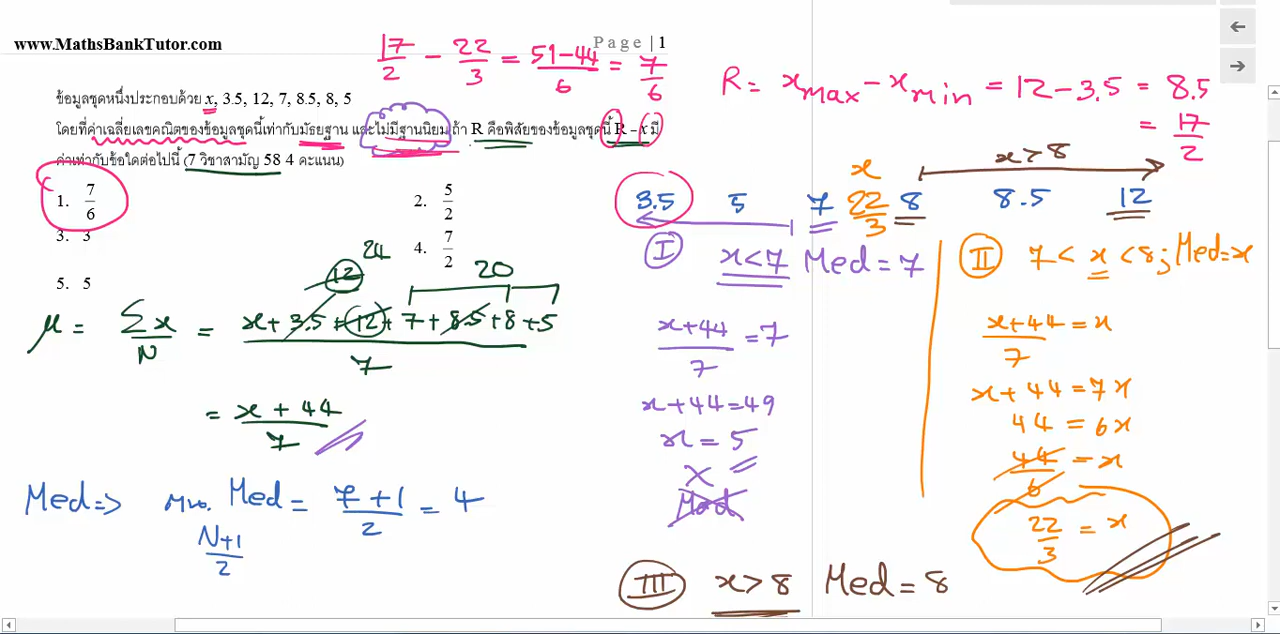 www.MathsBankTutor.com
Page | 1
17/2 − 22/3 = 51−44/6 = 7/6
ข้อมูลชุดหนึ่งประกอบด้วย x, 3.5, 12, 7, 8.5, 8, 5
โดยที่ค่าเฉลี่ยเลขคณิตของข้อมูลชุดนี้เท่ากับมัธยฐาน และไม่มีฐานนิยม ถ้า R คือพิสัยของข้อมูลชุดนี้ R – x มี
ค่าเท่ากับข้อใดต่อไปนี้ (7 วิชาสามัญ 58 4 คะแนน)
1. 7/6
2. 5/2
3. 3
4. 7/2
5. 5
24
12
20
μ = Σx/N = x+3.5+12+7+8.5+8+5/7
= x + 44/7
Med ⇒ Med = 7+1/2 = 4
N+1/2
R = xmax − xmin = 12 − 3.5 = 8.5
= 17/2
x > 8
x
3.5 5 7 22/3 8 8.5 12
I x<7 Med = 7
x+44/7 = 7
x+44 = 49
x = 5
x
Mod
II 7 < x < 8; Med = x
x+44/7 = x
x+44 = 7x
44 = 6x
44/6 = x
22/3 = x
III x > 8 Med = 8